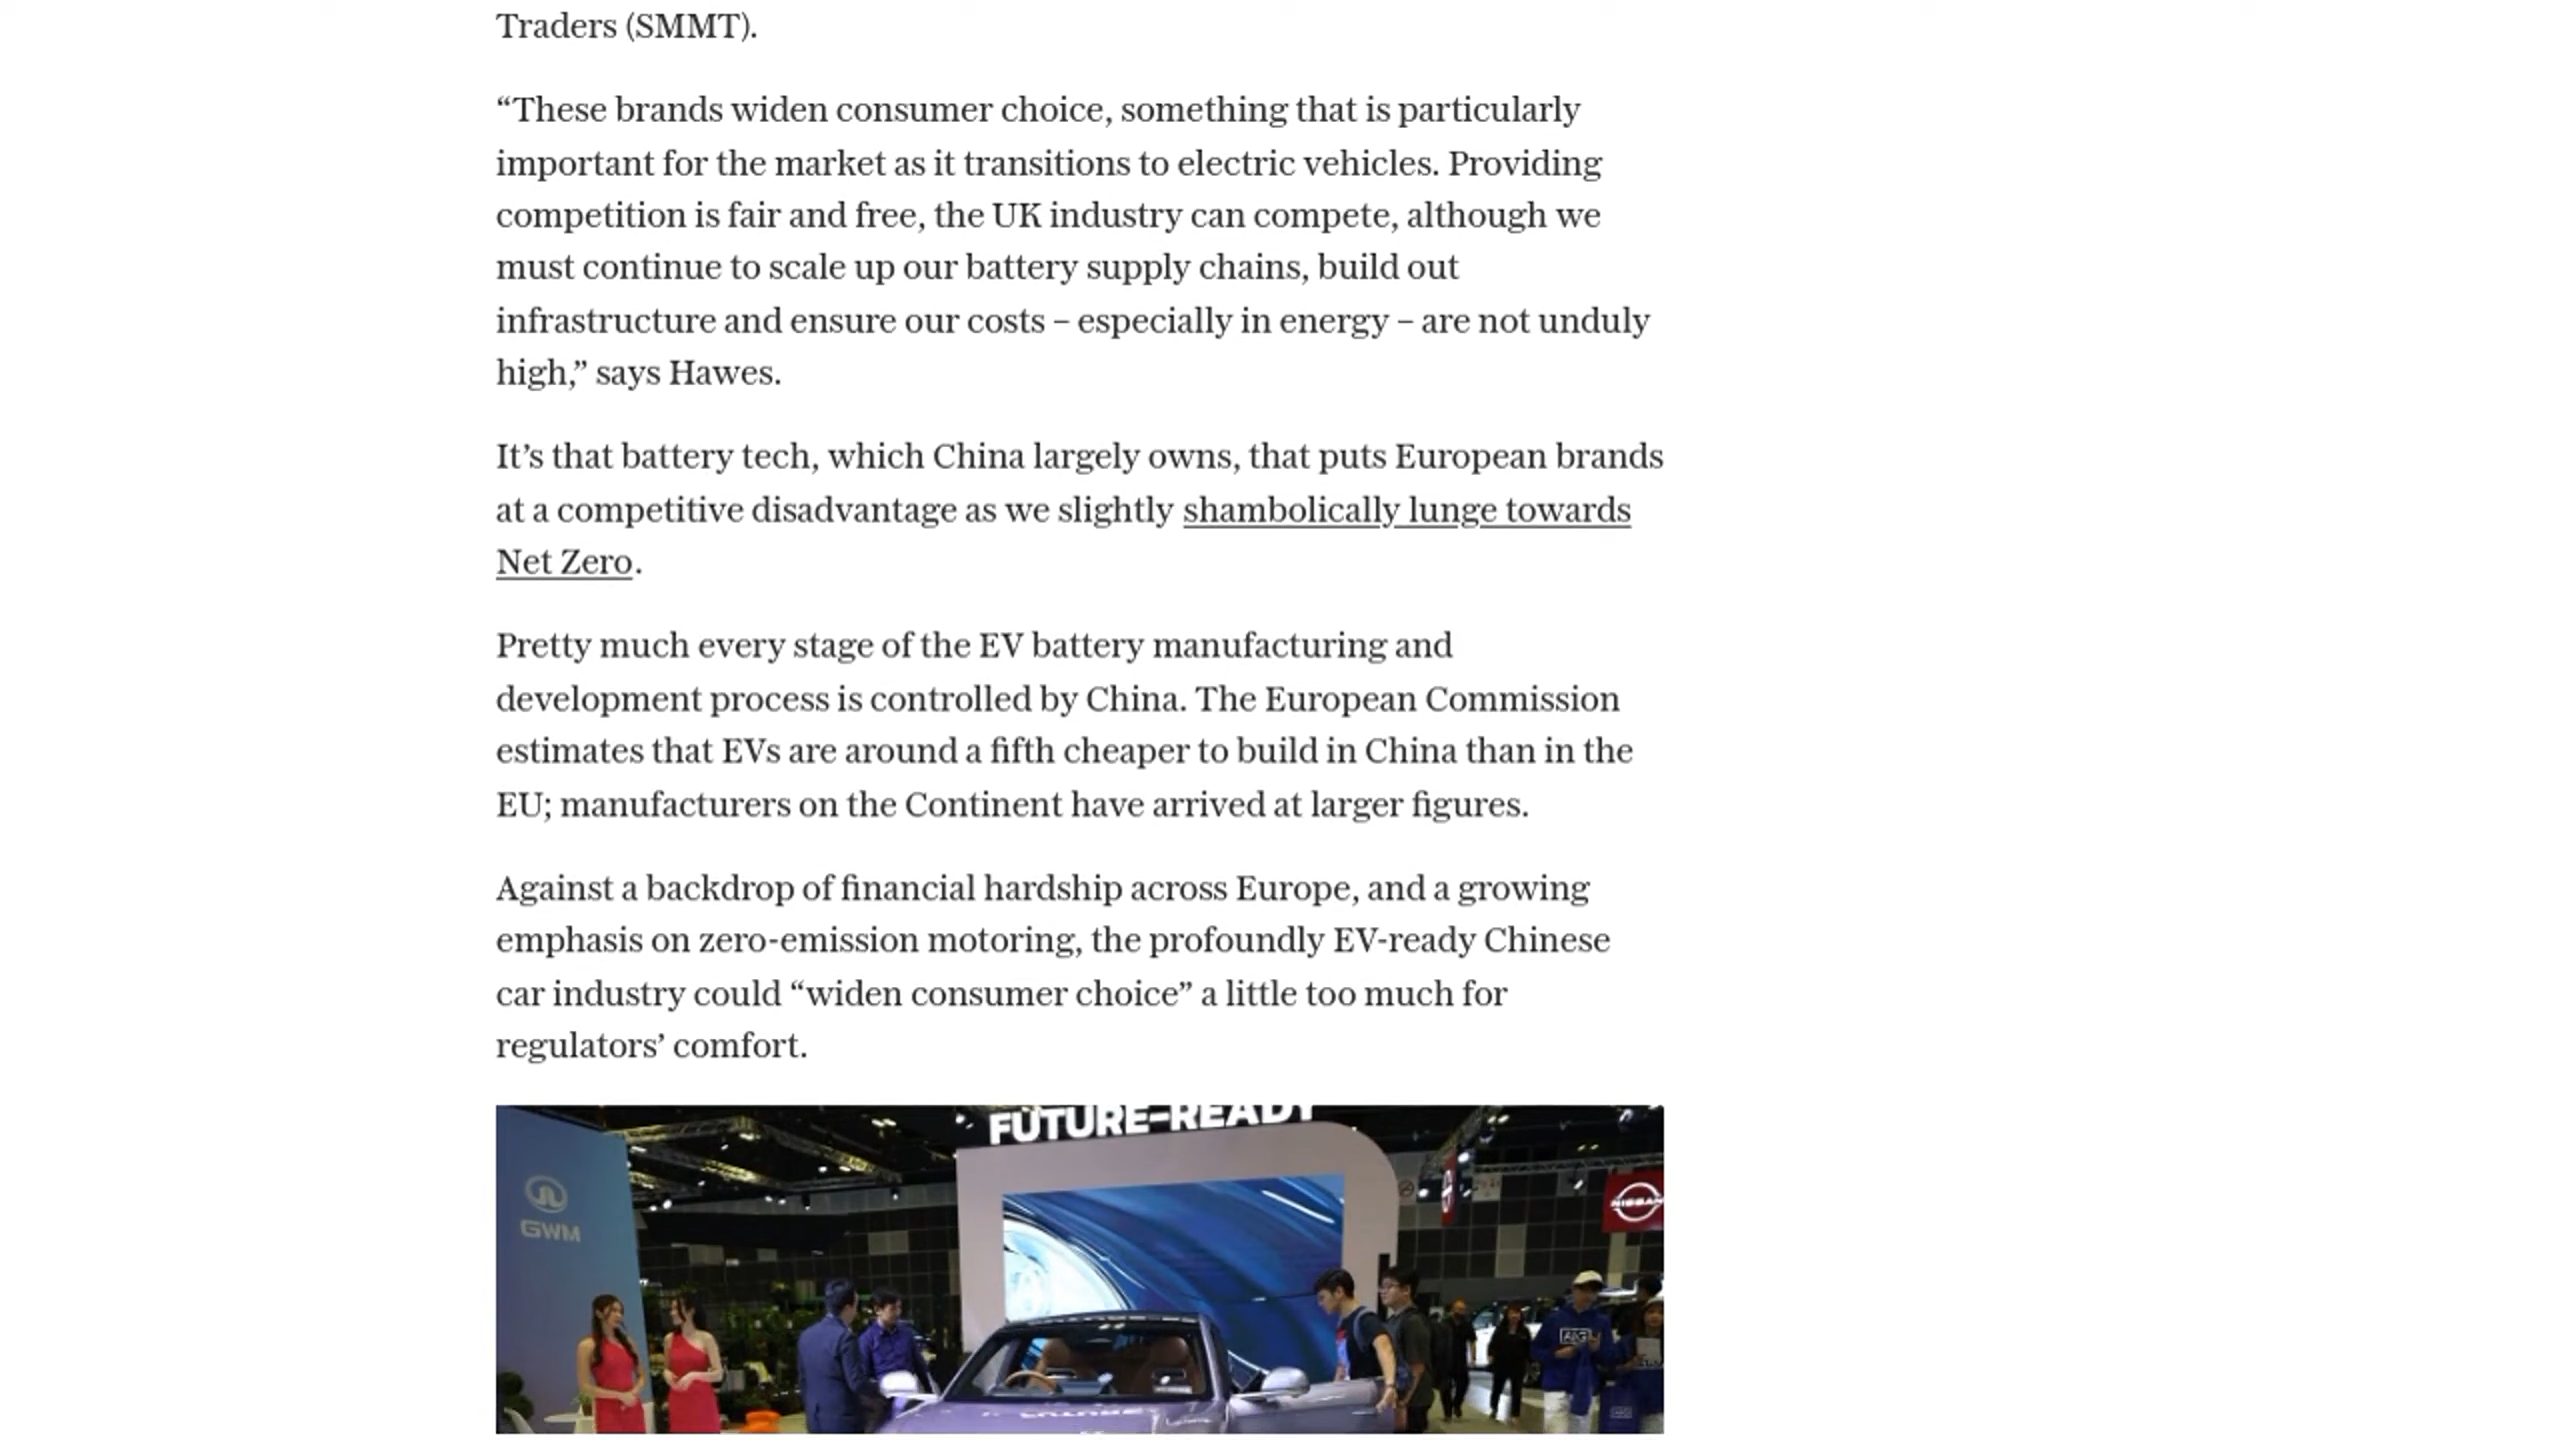 Traders (SMMT).
“These brands widen consumer choice, something that is particularly
important for the market as it transitions to electric vehicles. Providing
competition is fair and free, the UK industry can compete, although we
must continue to scale up our battery supply chains, build out
infrastructure and ensure our costs – especially in energy – are not unduly
high,” says Hawes.
It’s that battery tech, which China largely owns, that puts European brands
at a competitive disadvantage as we slightly shambolically lunge towards
Net Zero.
Pretty much every stage of the EV battery manufacturing and
development process is controlled by China. The European Commission
estimates that EVs are around a fifth cheaper to build in China than in the
EU; manufacturers on the Continent have arrived at larger figures.
Against a backdrop of financial hardship across Europe, and a growing
emphasis on zero-emission motoring, the profoundly EV-ready Chinese
car industry could “widen consumer choice” a little too much for
regulators’ comfort.
FUTURE-READY
GWM
NISSAN